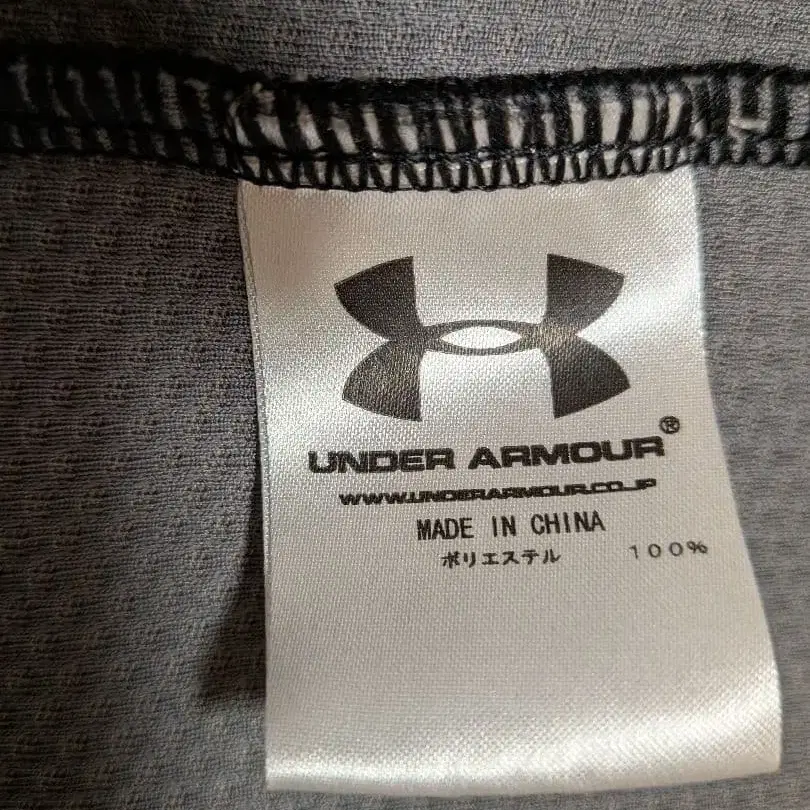 UNDER ARMOUR®
WWW.UNDERARMOUR.CO.JP
MADE IN CHINA
ポリエステル 100%